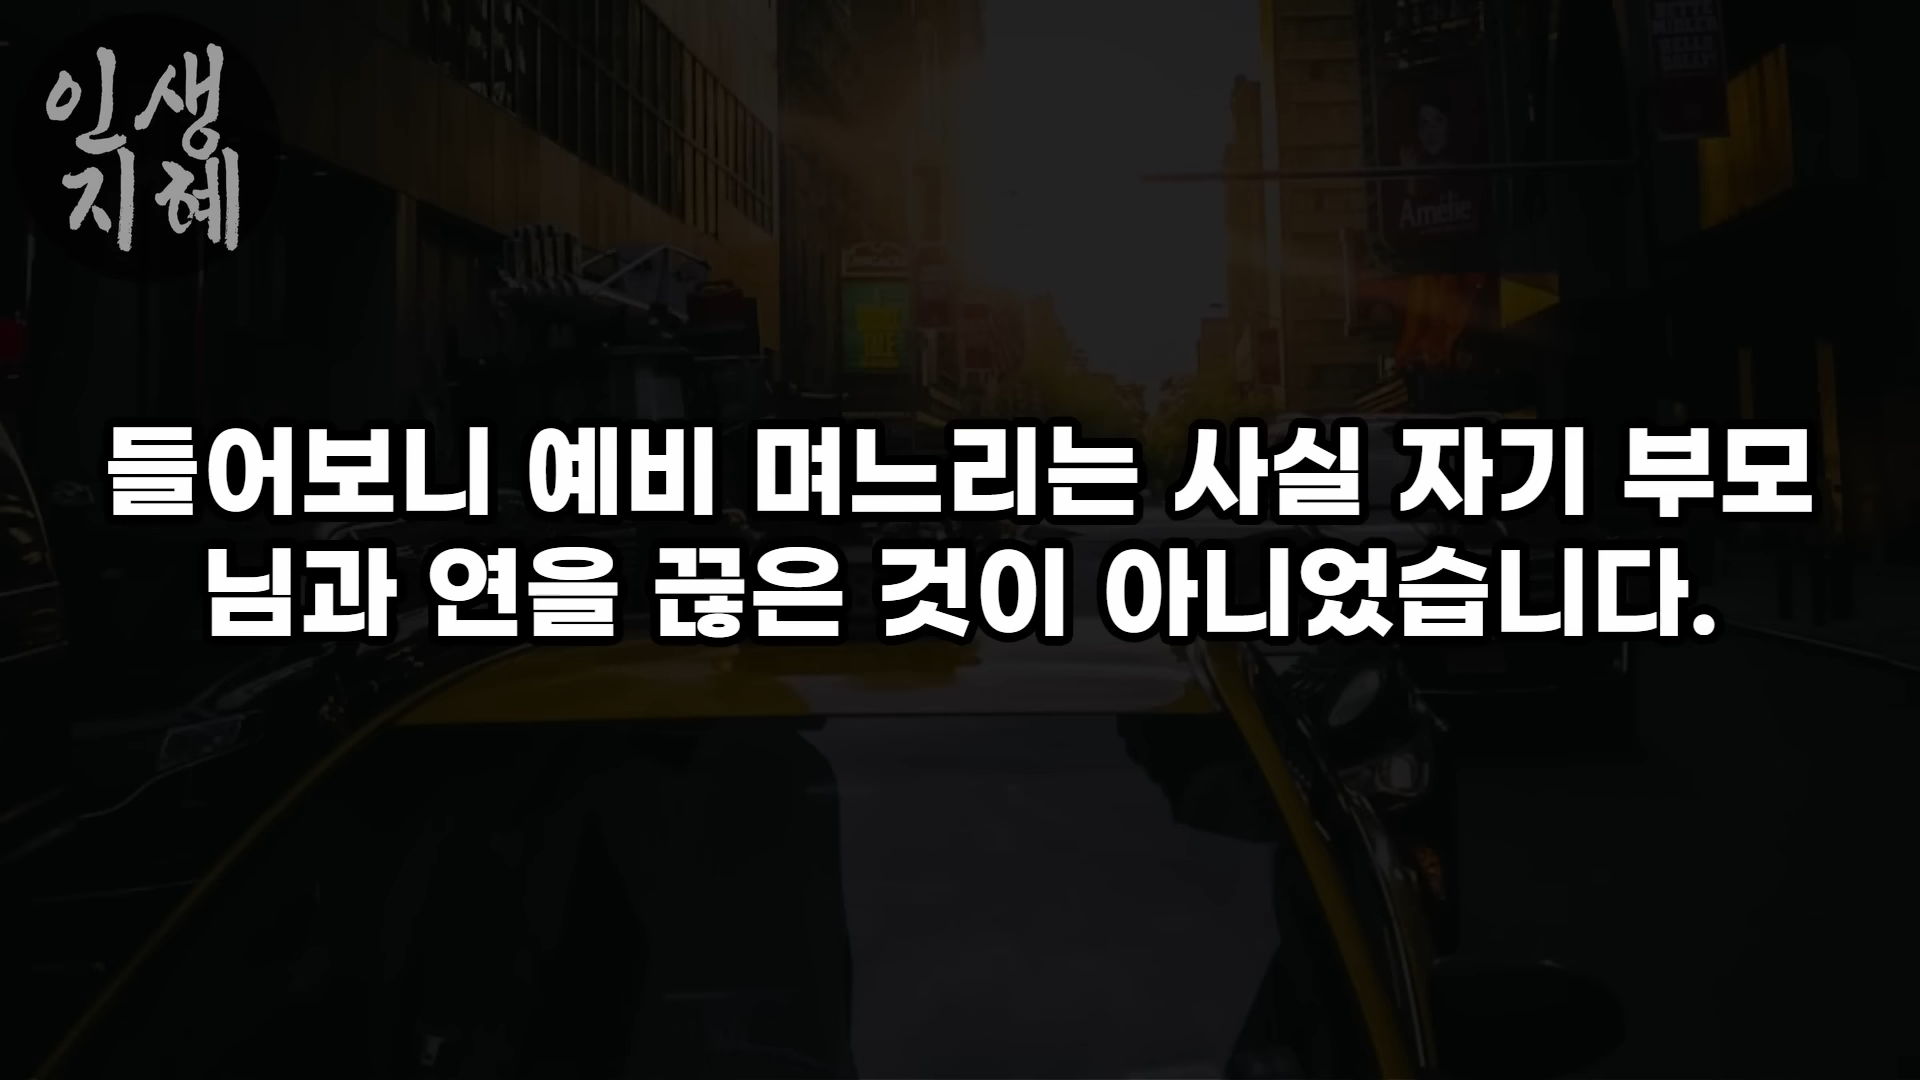 인생
지혜
Amélie
들어보니 예비 며느리는 사실 자기 부모
님과 연을 끊은 것이 아니었습니다.